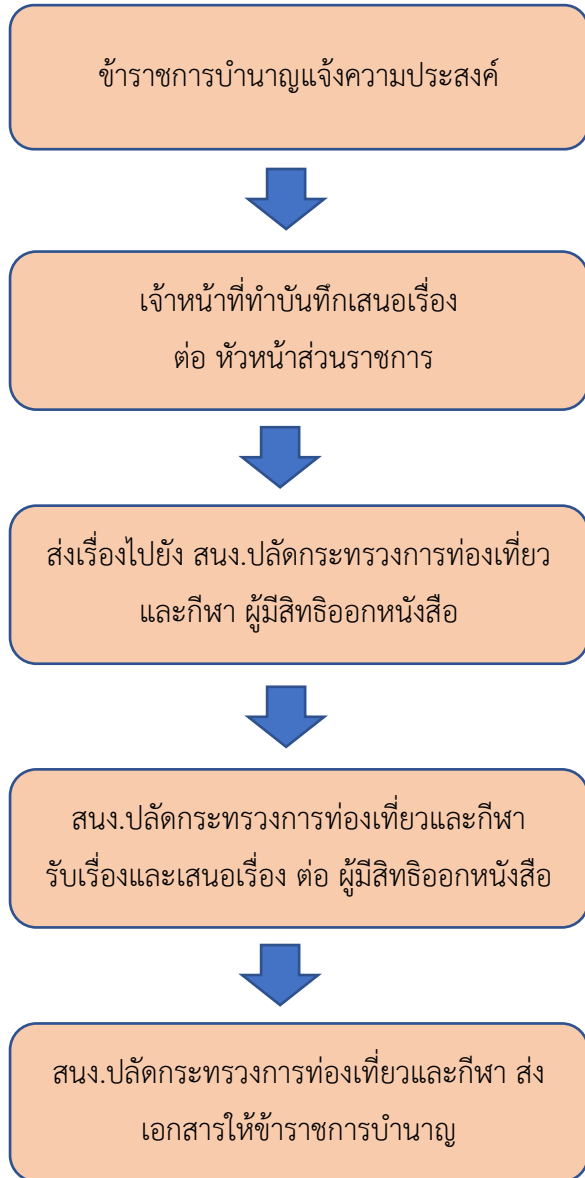 ข้าราชการบำนาญแจ้งความประสงค์
เจ้าหน้าที่ทำบันทึกเสนอเรื่อง
ต่อ หัวหน้าส่วนราชการ
ส่งเรื่องไปยัง สนง.ปลัดกระทรวงการท่องเที่ยว
และกีฬา ผู้มีสิทธิออกหนังสือ
สนง.ปลัดกระทรวงการท่องเที่ยวและกีฬา
รับเรื่องและเสนอเรื่อง ต่อ ผู้มีสิทธิออกหนังสือ
สนง.ปลัดกระทรวงการท่องเที่ยวและกีฬา ส่ง
เอกสารให้ข้าราชการบำนาญ